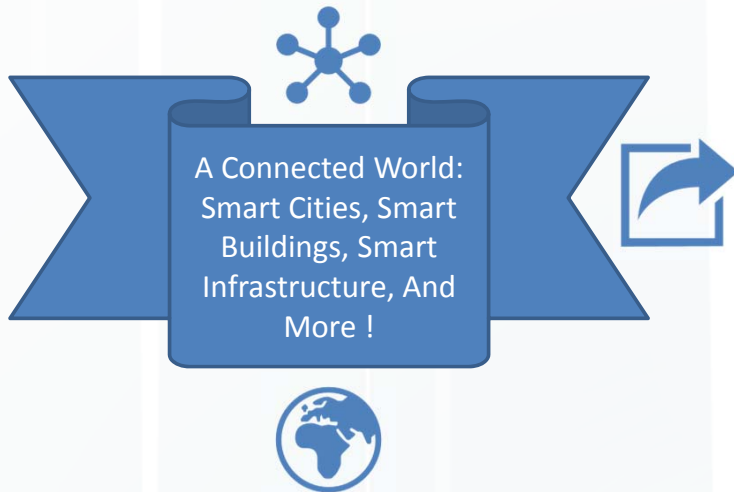 A Connected World:
Smart Cities, Smart
Buildings, Smart
Infrastructure, And
More !